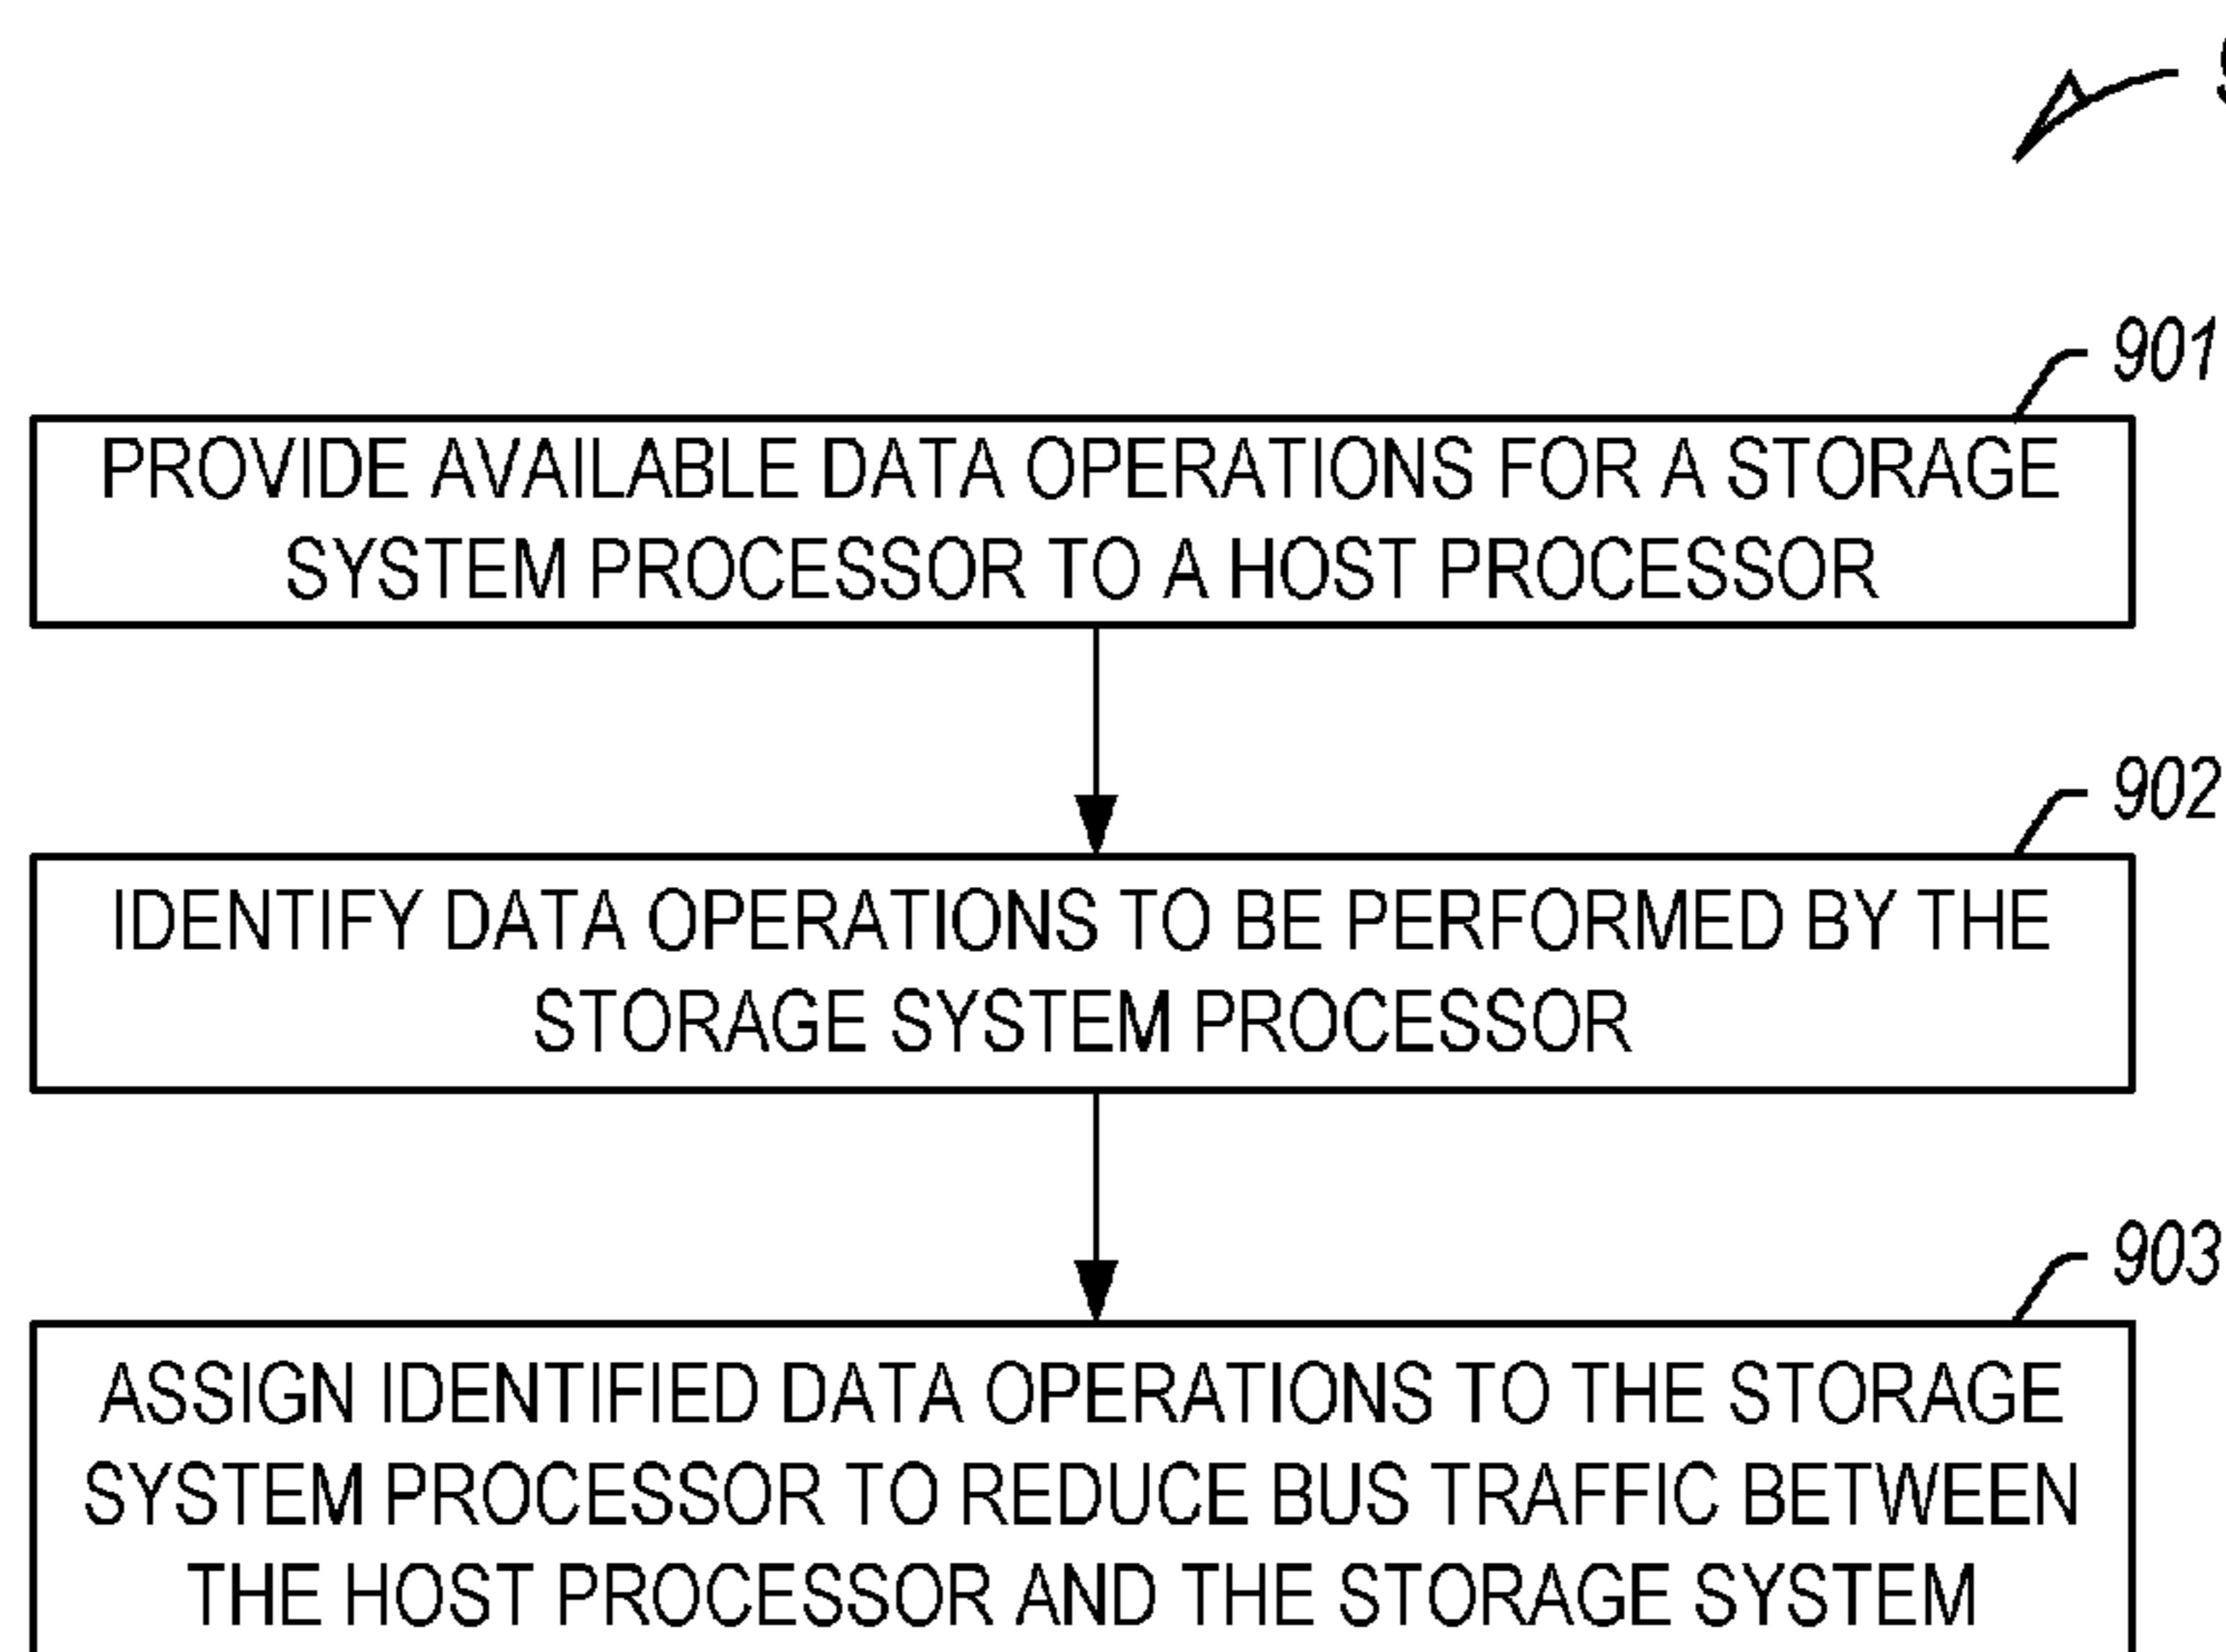 901
PROVIDE AVAILABLE DATA OPERATIONS FOR A STORAGE
SYSTEM PROCESSOR TO A HOST PROCESSOR
902
IDENTIFY DATA OPERATIONS TO BE PERFORMED BY THE
STORAGE SYSTEM PROCESSOR
903
ASSIGN IDENTIFIED DATA OPERATIONS TO THE STORAGE
SYSTEM PROCESSOR TO REDUCE BUS TRAFFIC BETWEEN
THE HOST PROCESSOR AND THE STORAGE SYSTEM